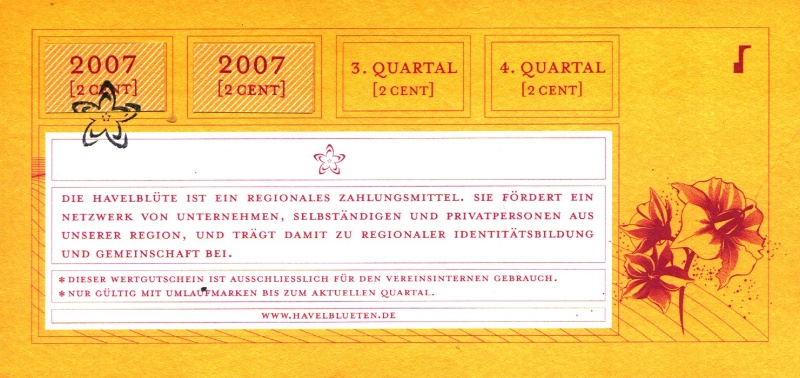 2007
[2 CENT]
2007
[2 CENT]
3. QUARTAL
[2 CENT]
4. QUARTAL
[2 CENT]
DIE HAVELBLÜTE IST EIN REGIONALES ZAHLUNGSMITTEL. SIE FÖRDERT EIN
NETZWERK VON UNTERNEHMEN, SELBSTÄNDIGEN UND PRIVATPERSONEN AUS
UNSERER REGION, UND TRÄGT DAMIT ZU REGIONALER IDENTITÄTSBILDUNG
UND GEMEINSCHAFT BEI.
* DIESER WERTGUTSCHEIN IST AUSSCHLIESSLICH FÜR DEN VEREINSINTERNEN GEBRAUCH.
* NUR GÜLTIG MIT UMLAUFMARKEN BIS ZUM AKTUELLEN QUARTAL.
WWW.HAVELBLUETEN.DE